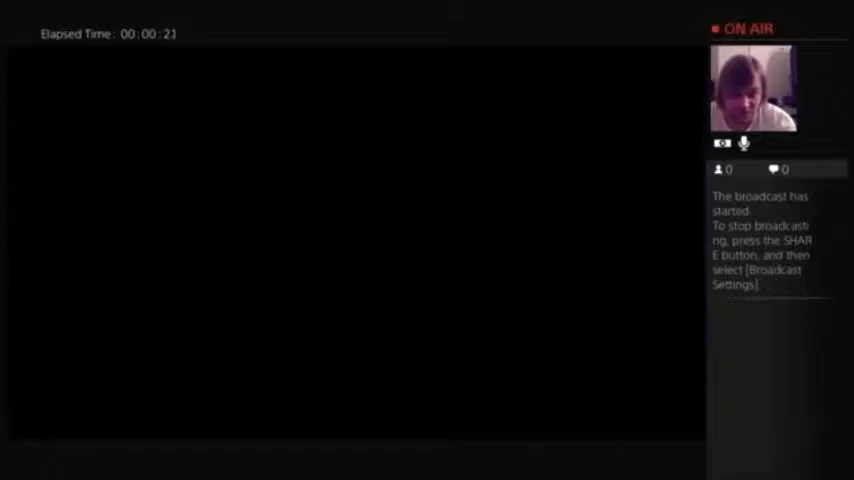 Elapsed Time: 00:00:21
ON AIR
0 0
The broadcast has
started.
To stop broadcasti
ng, press the SHAR
E button, and then
select [Broadcast
Settings].